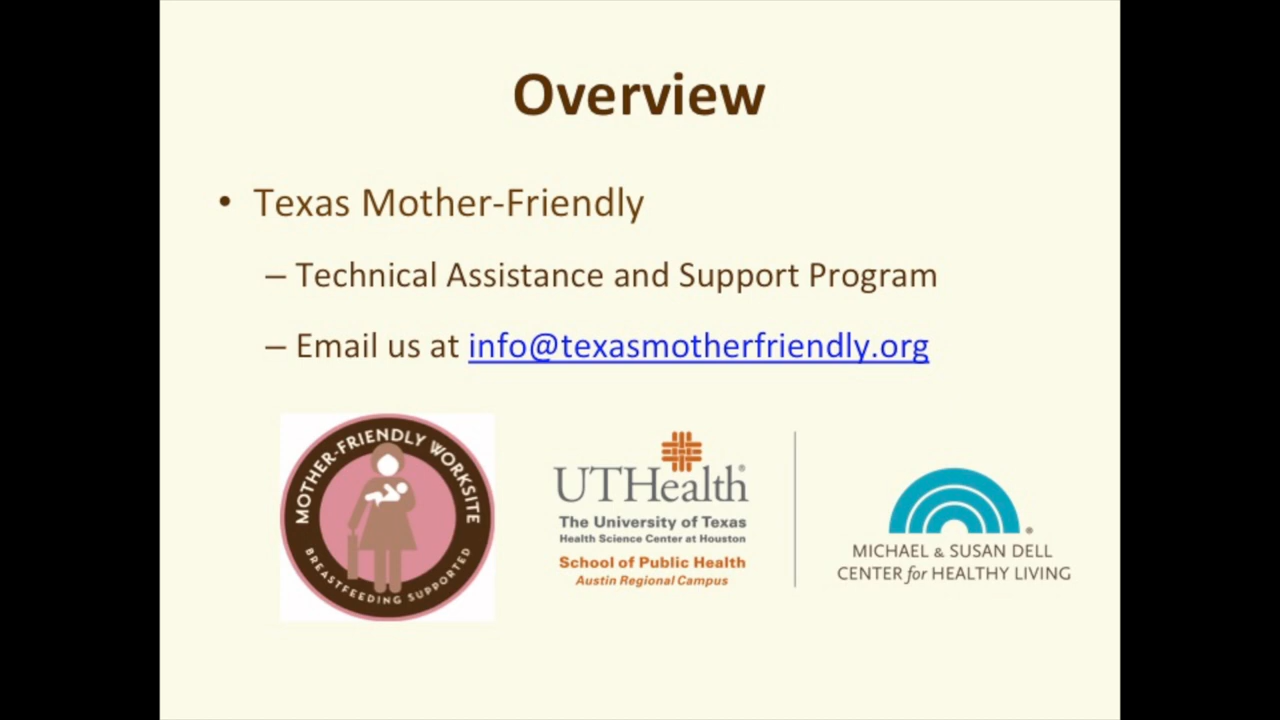 Overview
• Texas Mother-Friendly
– Technical Assistance and Support Program
– Email us at info@texasmotherfriendly.org
MOTHER-FRIENDLY WORKSITE
BREASTFEEDING SUPPORTED
UTHealth®
The University of Texas
Health Science Center at Houston
School of Public Health
Austin Regional Campus
®
MICHAEL & SUSAN DELL
CENTER for HEALTHY LIVING